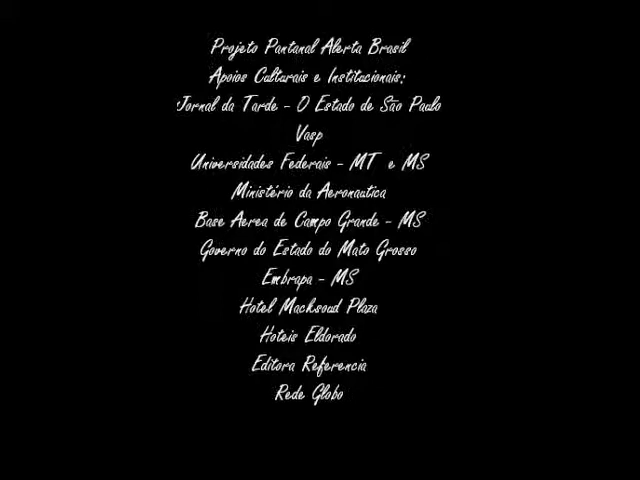 Projeto Pantanal Alerta Brasil
Apoios Culturais e Institucionais:
Jornal da Tarde - O Estado de São Paulo
Vasp
Universidades Federais - MT e MS
Ministério da Aeronautica
Base Aerea de Campo Grande - MS
Governo do Estado do Mato Grosso
Embrapa - MS
Hotel Macksoud Plaza
Hoteis Eldorado
Editora Referencia
Rede Globo